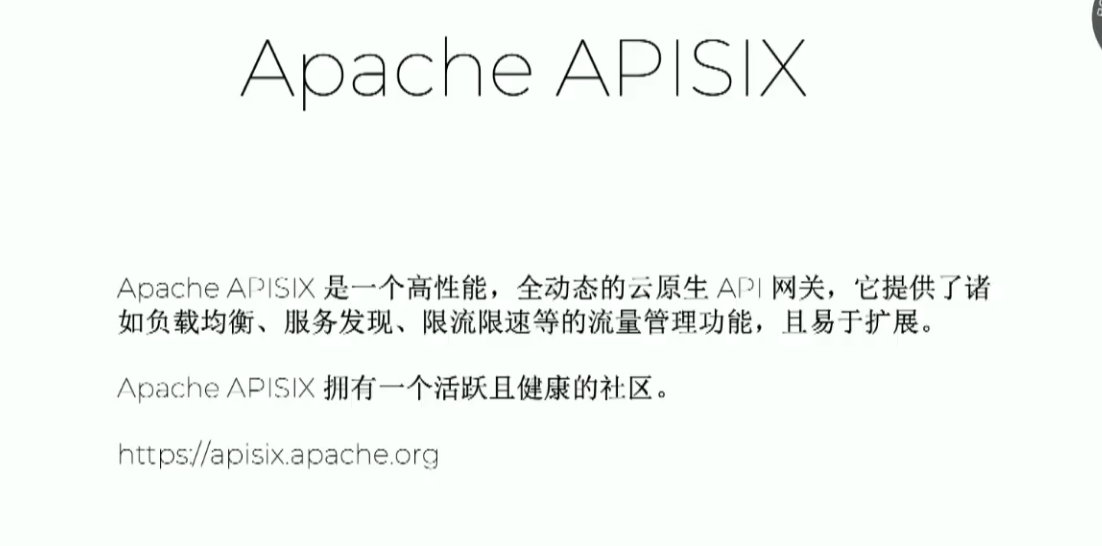 Apache APISIX
Apache APISIX 是一个高性能，全动态的云原生 API 网关，它提供了诸
如负载均衡、服务发现、限流限速等的流量管理功能，且易于扩展。
Apache APISIX 拥有一个活跃且健康的社区。
https://apisix.apache.org